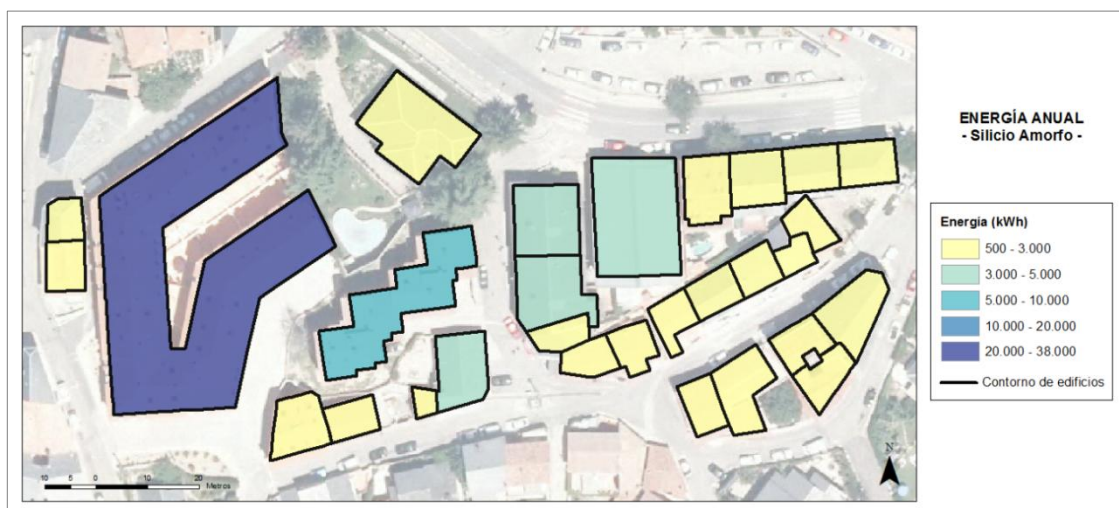 ENERGÍA ANUAL
- Silicio Amorfo -
Energía (kWh)
500 - 3.000
3.000 - 5.000
5.000 - 10.000
10.000 - 20.000
20.000 - 38.000
Contorno de edificios
N
10 5 0 10 20
Metros